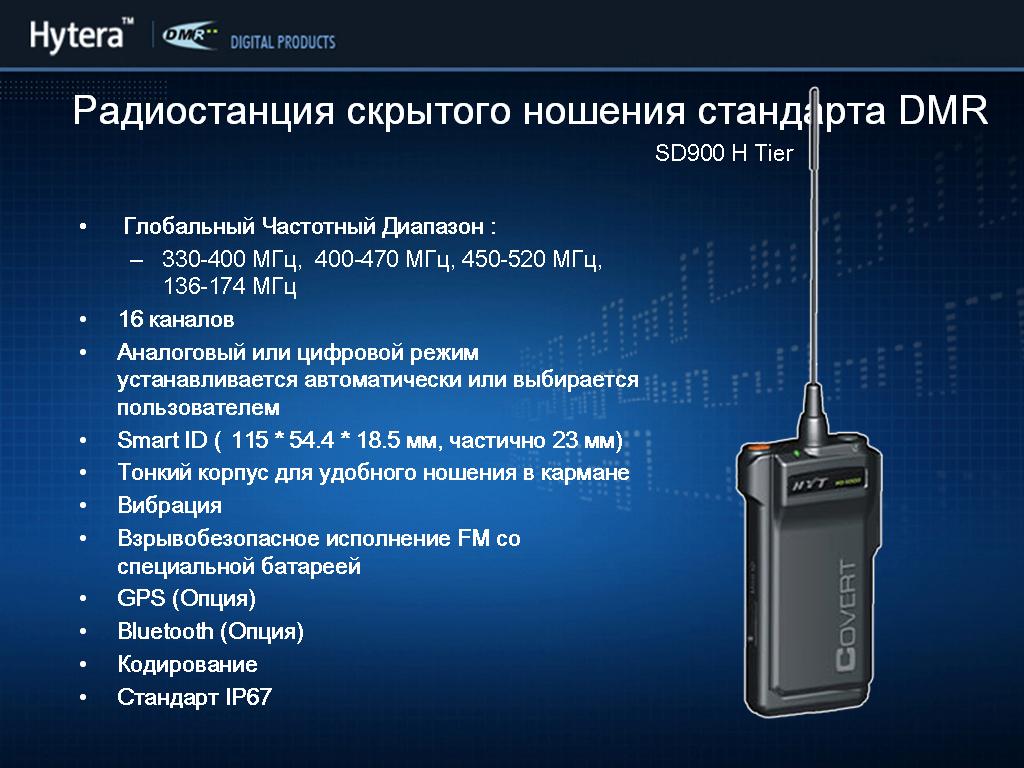 Hytera™
DMR
DIGITAL PRODUCTS
Радиостанция скрытого ношения стандарта DMR
SD900 H Tier
• Глобальный Частотный Диапазон :
– 330-400 МГц, 400-470 МГц, 450-520 МГц,
136-174 МГц
• 16 каналов
• Аналоговый или цифровой режим
устанавливается автоматически или выбирается
пользователем
• Smart ID ( 115 * 54.4 * 18.5 мм, частично 23 мм)
• Тонкий корпус для удобного ношения в кармане
• Вибрация
• Взрывобезопасное исполнение FM со
специальной батареей
• GPS (Опция)
• Bluetooth (Опция)
• Кодирование
• Стандарт IP67
HYT
COVERT